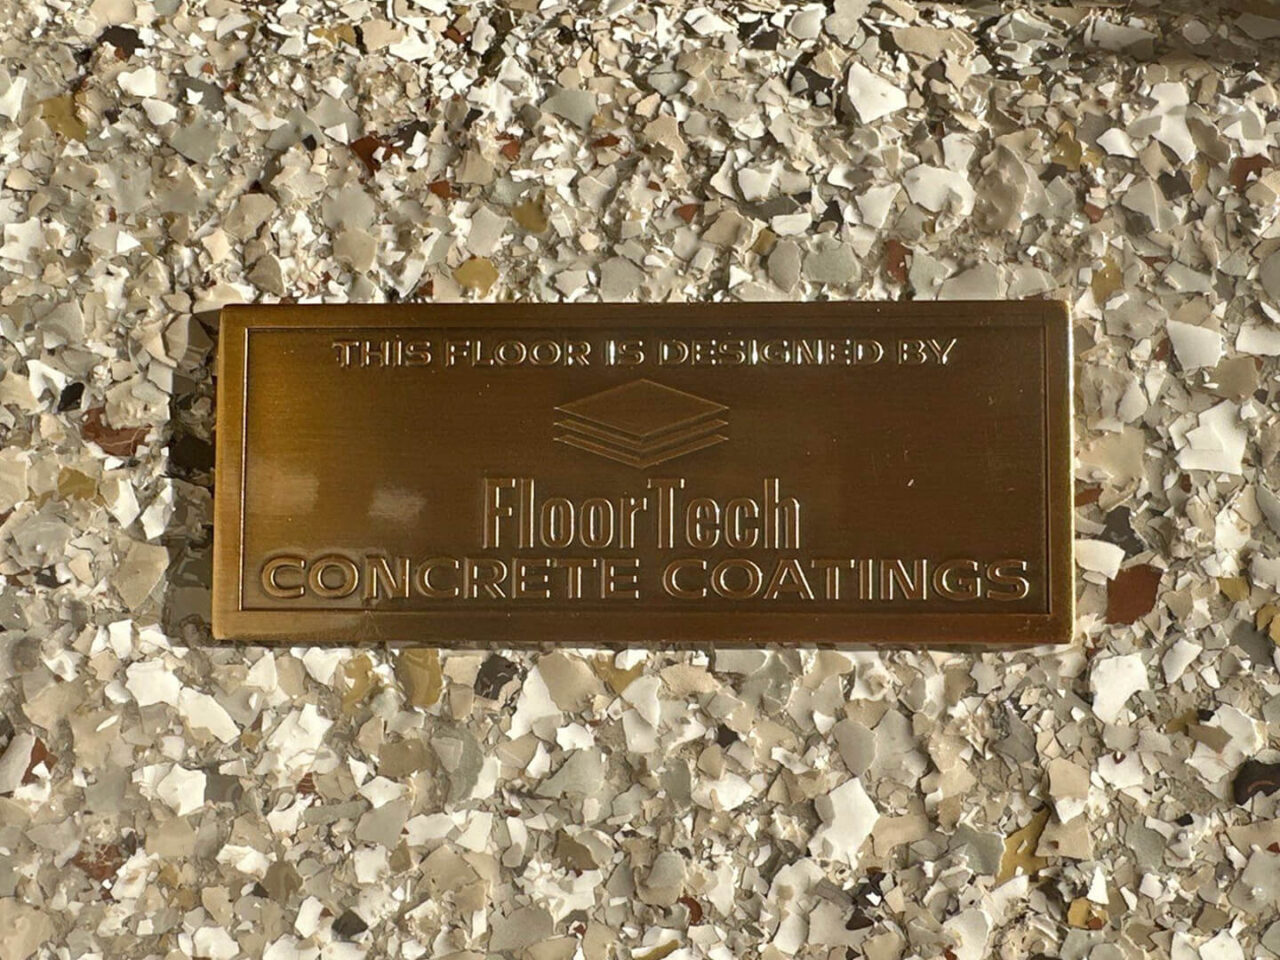 THIS FLOOR IS DESIGNED BY
FloorTech
CONCRETE COATINGS